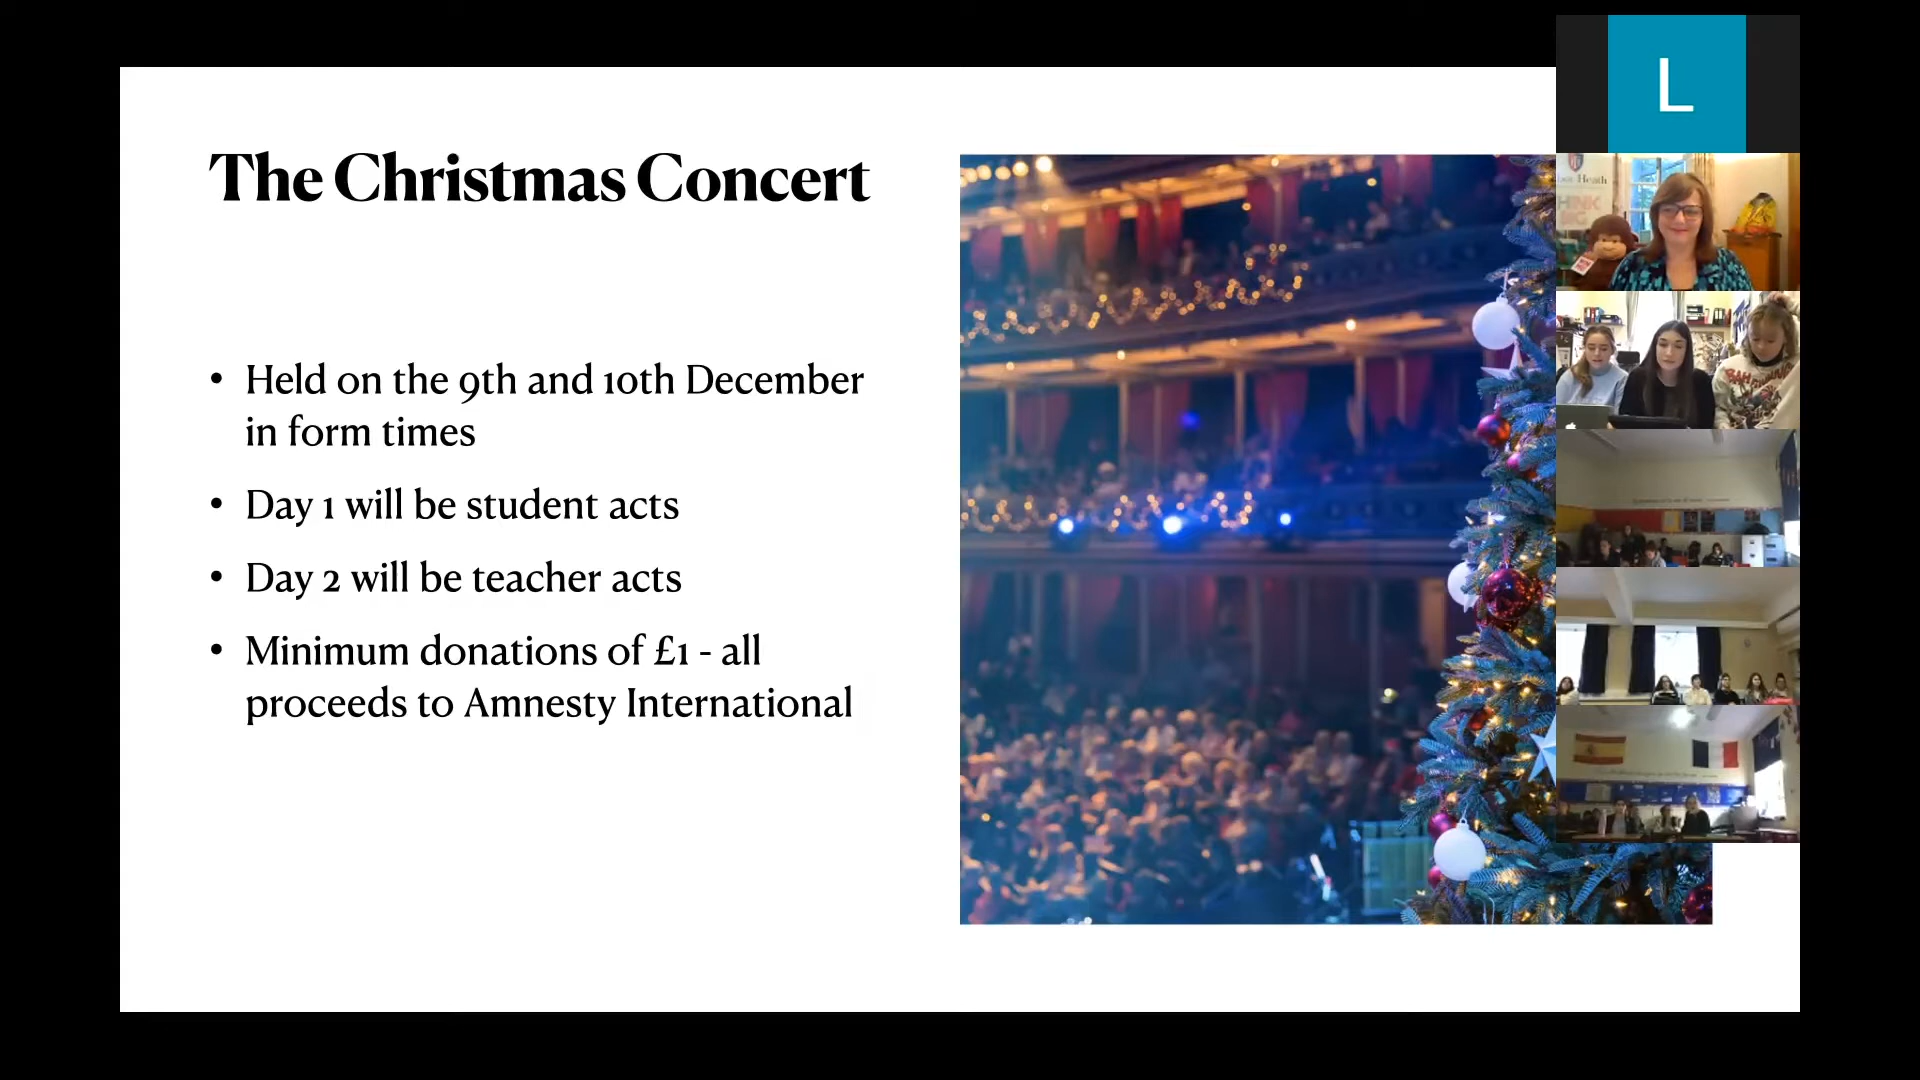 The Christmas Concert
• Held on the 9th and 10th December
in form times
• Day 1 will be student acts
• Day 2 will be teacher acts
• Minimum donations of £1 - all
proceeds to Amnesty International
L
Heath